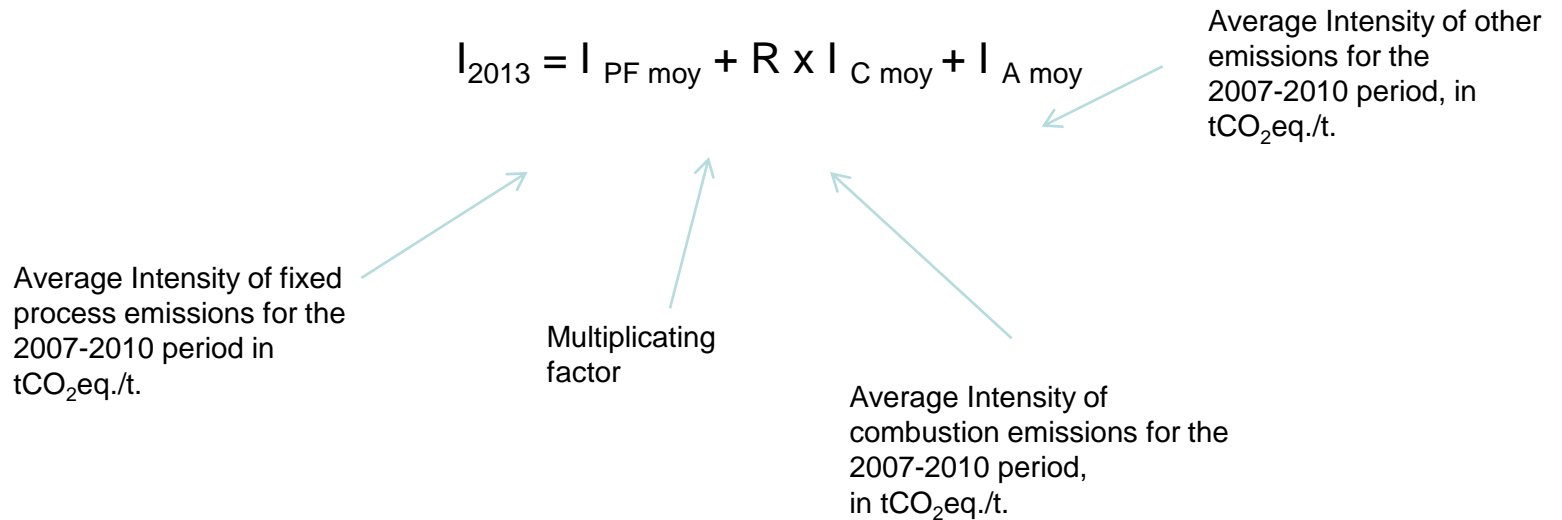 I₂₀₁₃ = I PF moy + R x I C moy + I A moy
Average Intensity of other
emissions for the
2007-2010 period, in
tCO₂eq./t.
Average Intensity of fixed
process emissions for the
2007-2010 period in
tCO₂eq./t.
Multiplicating
factor
Average Intensity of
combustion emissions for the
2007-2010 period,
in tCO₂eq./t.